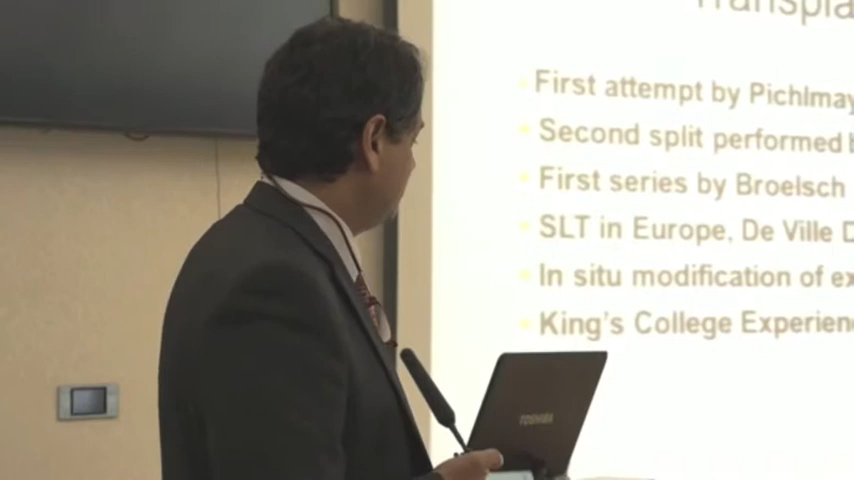 First attempt by Pichlmay
Second split performed
First series by Broelsch
SLT in Europe, De Ville D
In situ modification of ex
King's College Experien
TOSHIBA